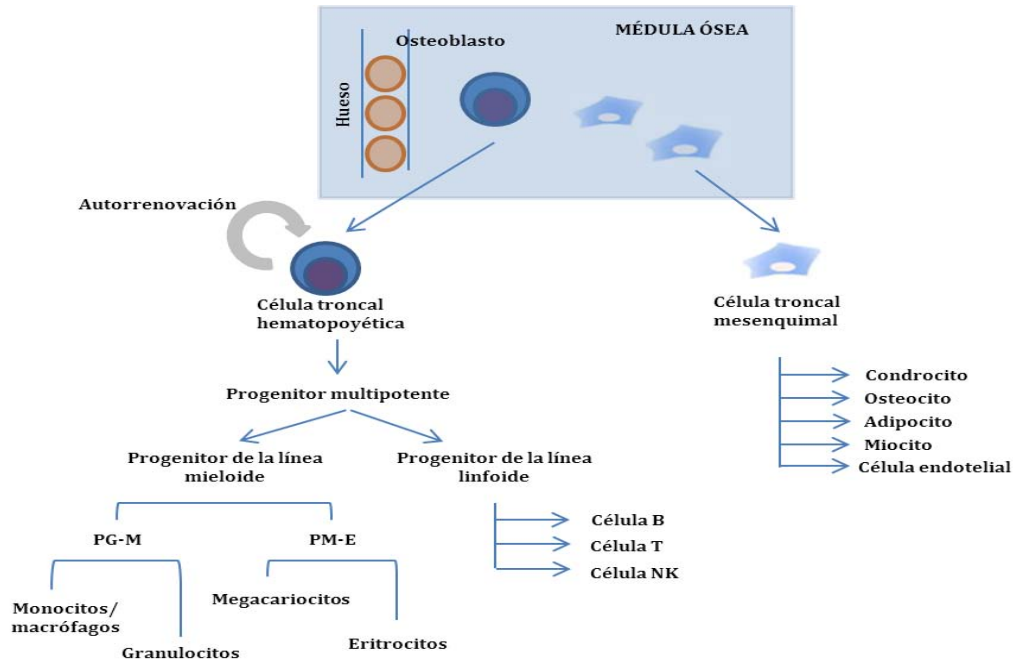 MÉDULA ÓSEA
Osteoblasto
Hueso
Autorrenovación
Célula troncal
hematopoyética
Célula troncal
mesenquimal
Progenitor multipotente
Condrocito
Osteocito
Adipocito
Miocito
Célula endotelial
Progenitor de la línea
mieloide
Progenitor de la línea
linfoide
PG-M
PM-E
Célula B
Célula T
Célula NK
Monocitos/
macrófagos
Granulocitos
Megacariocitos
Eritrocitos